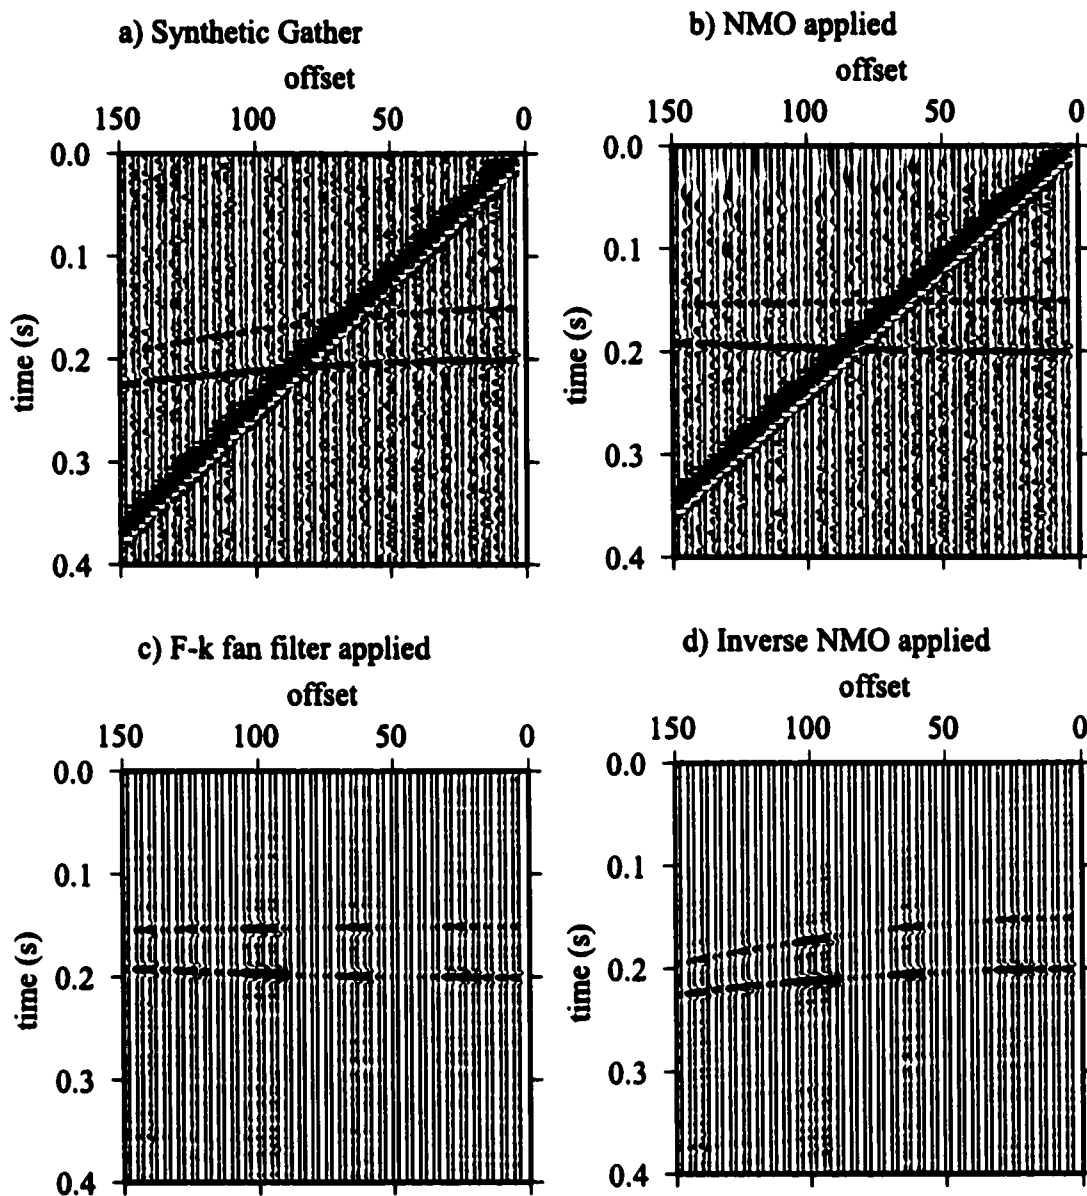 a) Synthetic Gather
offset
150 100 50 0
0.0
0.1
0.2
0.3
0.4
time (s)
b) NMO applied
offset
150 100 50 0
0.0
0.1
0.2
0.3
0.4
time (s)
c) F-k fan filter applied
offset
150 100 50 0
0.0
0.1
0.2
0.3
0.4
time (s)
d) Inverse NMO applied
offset
150 100 50 0
0.0
0.1
0.2
0.3
0.4
time (s)